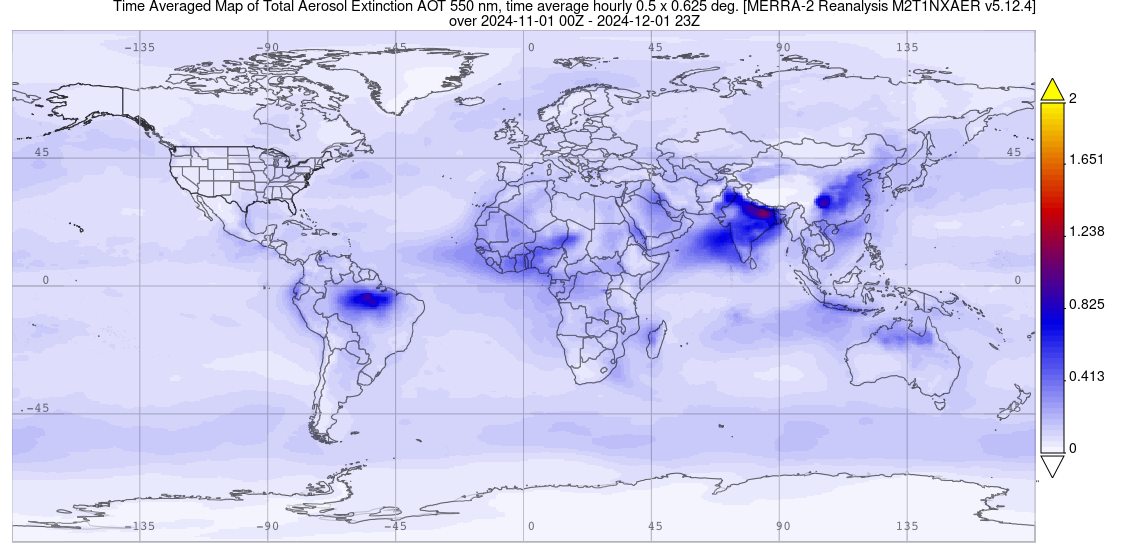 Time Averaged Map of Total Aerosol Extinction AOT 550 nm, time average hourly 0.5 x 0.625 deg. [MERRA-2 Reanalysis M2T1NXAER v5.12.4]
over 2024-11-01 00Z - 2024-12-01 23Z
-135 -90 -45 0 45 90 135
2
45 45
1.651
1.238
0 0
0.825
0.413
-45
0
-135 -90 -45 0 45 90 135